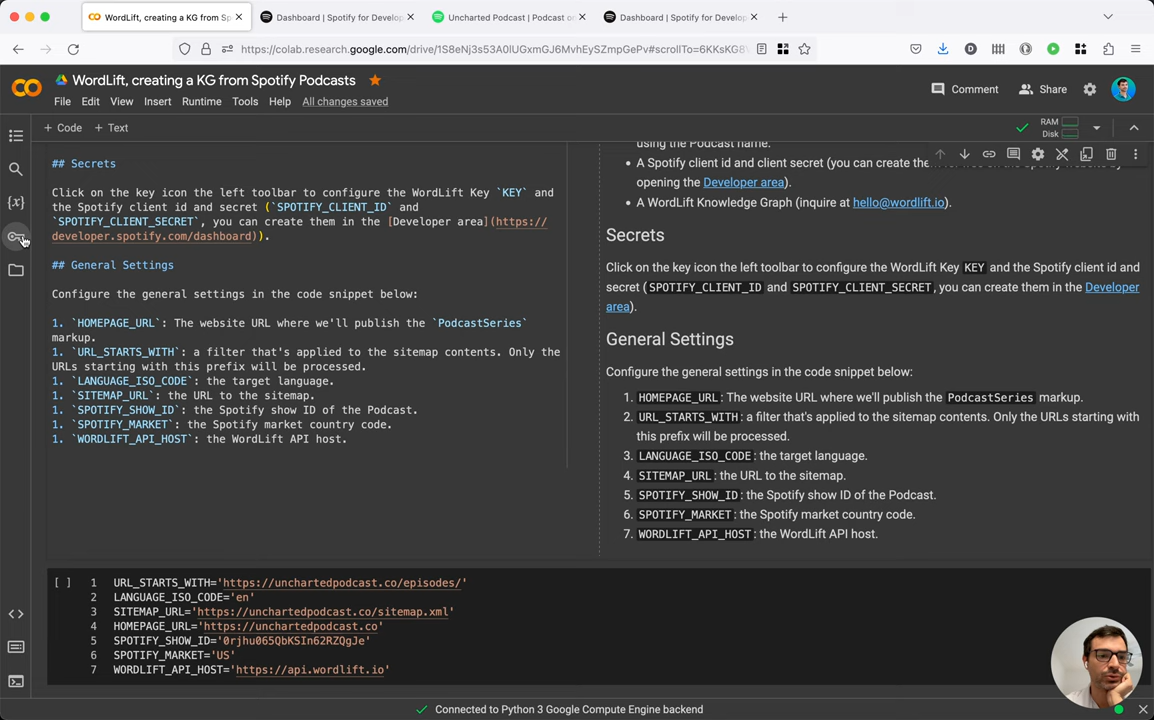 WordLift, creating a KG from Sp
Dashboard | Spotify for Develop
Uncharted Podcast | Podcast on
Dashboard | Spotify for Develop
https://colab.research.google.com/drive/1S8eNj3s53A0lUGxmGJ6MvhEySZmpGePv#scrollTo=6KKsKG8
WordLift, creating a KG from Spotify Podcasts
File Edit View Insert Runtime Tools Help All changes saved
Comment Share
+ Code + Text
RAM
Disk
## Secrets
Click on the key icon the left toolbar to configure the WordLift Key `KEY` and
the Spotify client id and secret (`SPOTIFY_CLIENT_ID` and
`SPOTIFY_CLIENT_SECRET`, you can create them in the [Developer area](https://
developer.spotify.com/dashboard)).
## General Settings
Configure the general settings in the code snippet below:
1. `HOMEPAGE_URL`: The website URL where we'll publish the `PodcastSeries`
markup.
1. `URL_STARTS_WITH`: a filter that's applied to the sitemap contents. Only the
URLs starting with this prefix will be processed.
1. `LANGUAGE_ISO_CODE`: the target language.
1. `SITEMAP_URL`: the URL to the sitemap.
1. `SPOTIFY_SHOW_ID`: the Spotify show ID of the Podcast.
1. `SPOTIFY_MARKET`: the Spotify market country code.
1. `WORDLIFT_API_HOST`: the WordLift API host.
using the Podcast name.
• A Spotify client id and client secret (you can create them for free on the Spotify website by
opening the Developer area).
• A WordLift Knowledge Graph (inquire at hello@wordlift.io).
Secrets
Click on the key icon the left toolbar to configure the WordLift Key KEY and the Spotify client id and
secret ( SPOTIFY_CLIENT_ID and SPOTIFY_CLIENT_SECRET, you can create them in the Developer
area).
General Settings
Configure the general settings in the code snippet below:
1. HOMEPAGE_URL: The website URL where we'll publish the PodcastSeries markup.
2. URL_STARTS_WITH: a filter that's applied to the sitemap contents. Only the URLs starting with
this prefix will be processed.
3. LANGUAGE_ISO_CODE: the target language.
4. SITEMAP_URL: the URL to the sitemap.
5. SPOTIFY_SHOW_ID: the Spotify show ID of the Podcast.
6. SPOTIFY_MARKET: the Spotify market country code.
7. WORDLIFT_API_HOST: the WordLift API host.
[ ] 1 URL_STARTS_WITH='https://unchartedpodcast.co/episodes/'
2 LANGUAGE_ISO_CODE='en'
3 SITEMAP_URL='https://unchartedpodcast.co/sitemap.xml'
4 HOMEPAGE_URL='https://unchartedpodcast.co'
5 SPOTIFY_SHOW_ID='0rjhu065QbKSIn62RZQgJe'
6 SPOTIFY_MARKET='US'
7 WORDLIFT_API_HOST='https://api.wordlift.io'
Connected to Python 3 Google Compute Engine backend